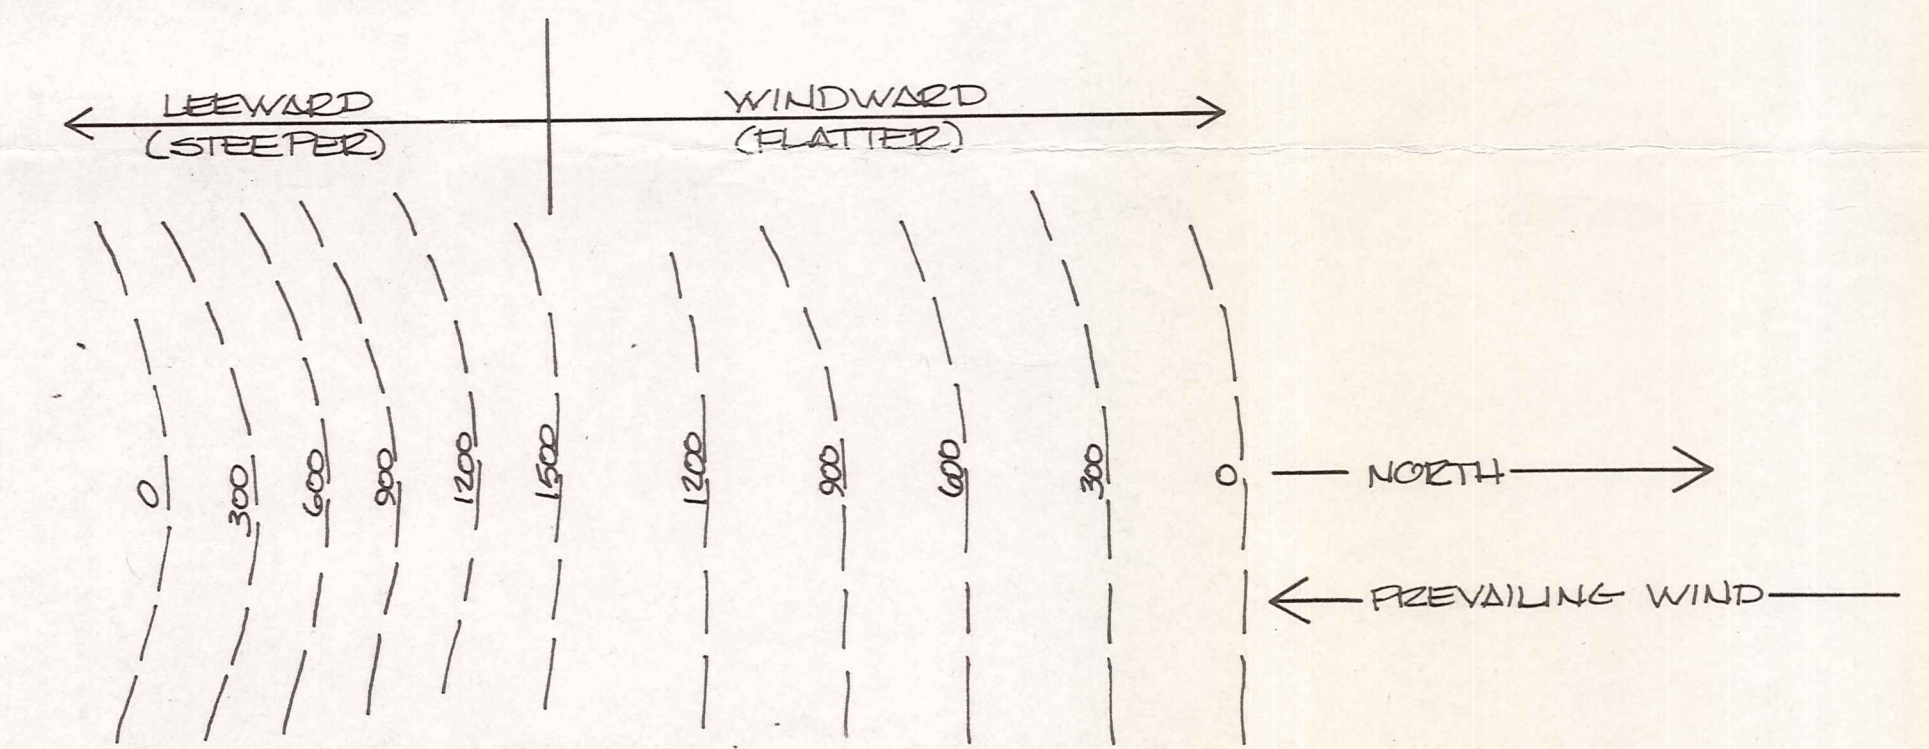 LEEWARD
(STEEPER)
WINDWARD
(FLATTER)
0
300
600
900
1200
1500
1200
900
600
300
0
NORTH
PREVAILING WIND